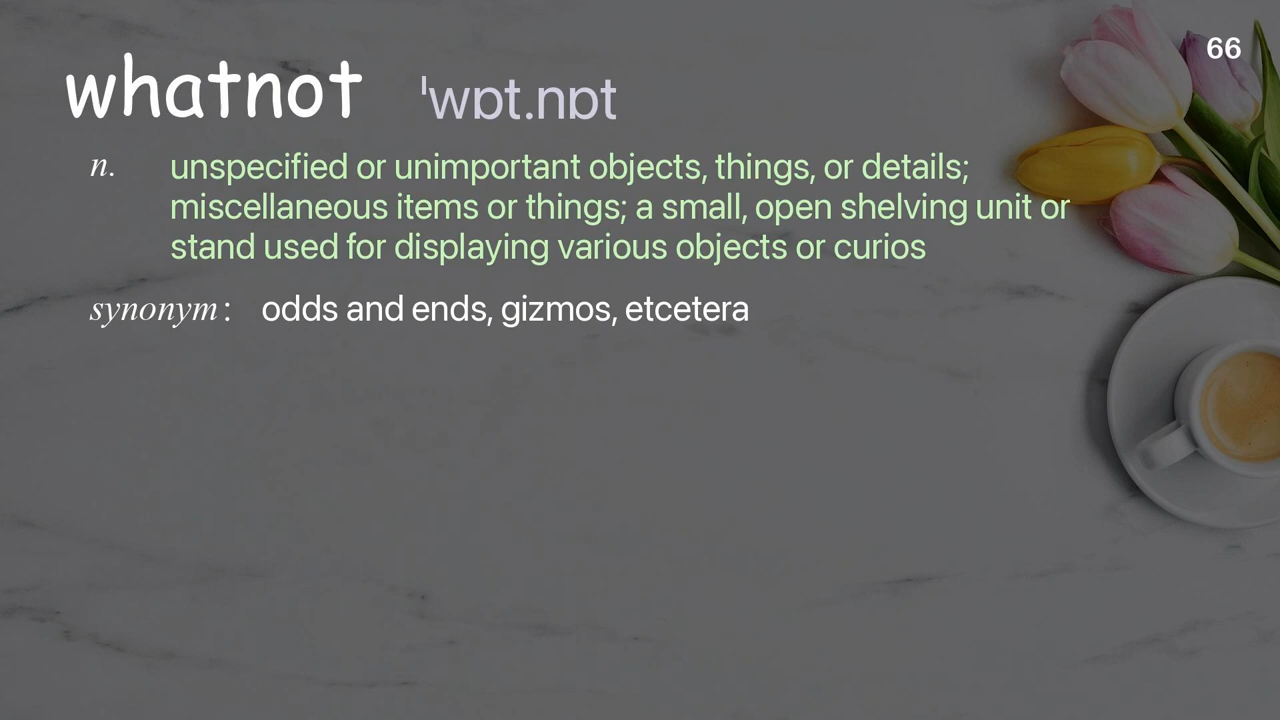 66
whatnot ˈwɒt.nɒt
n. unspecified or unimportant objects, things, or details;
miscellaneous items or things; a small, open shelving unit or
stand used for displaying various objects or curios
synonym: odds and ends, gizmos, etcetera